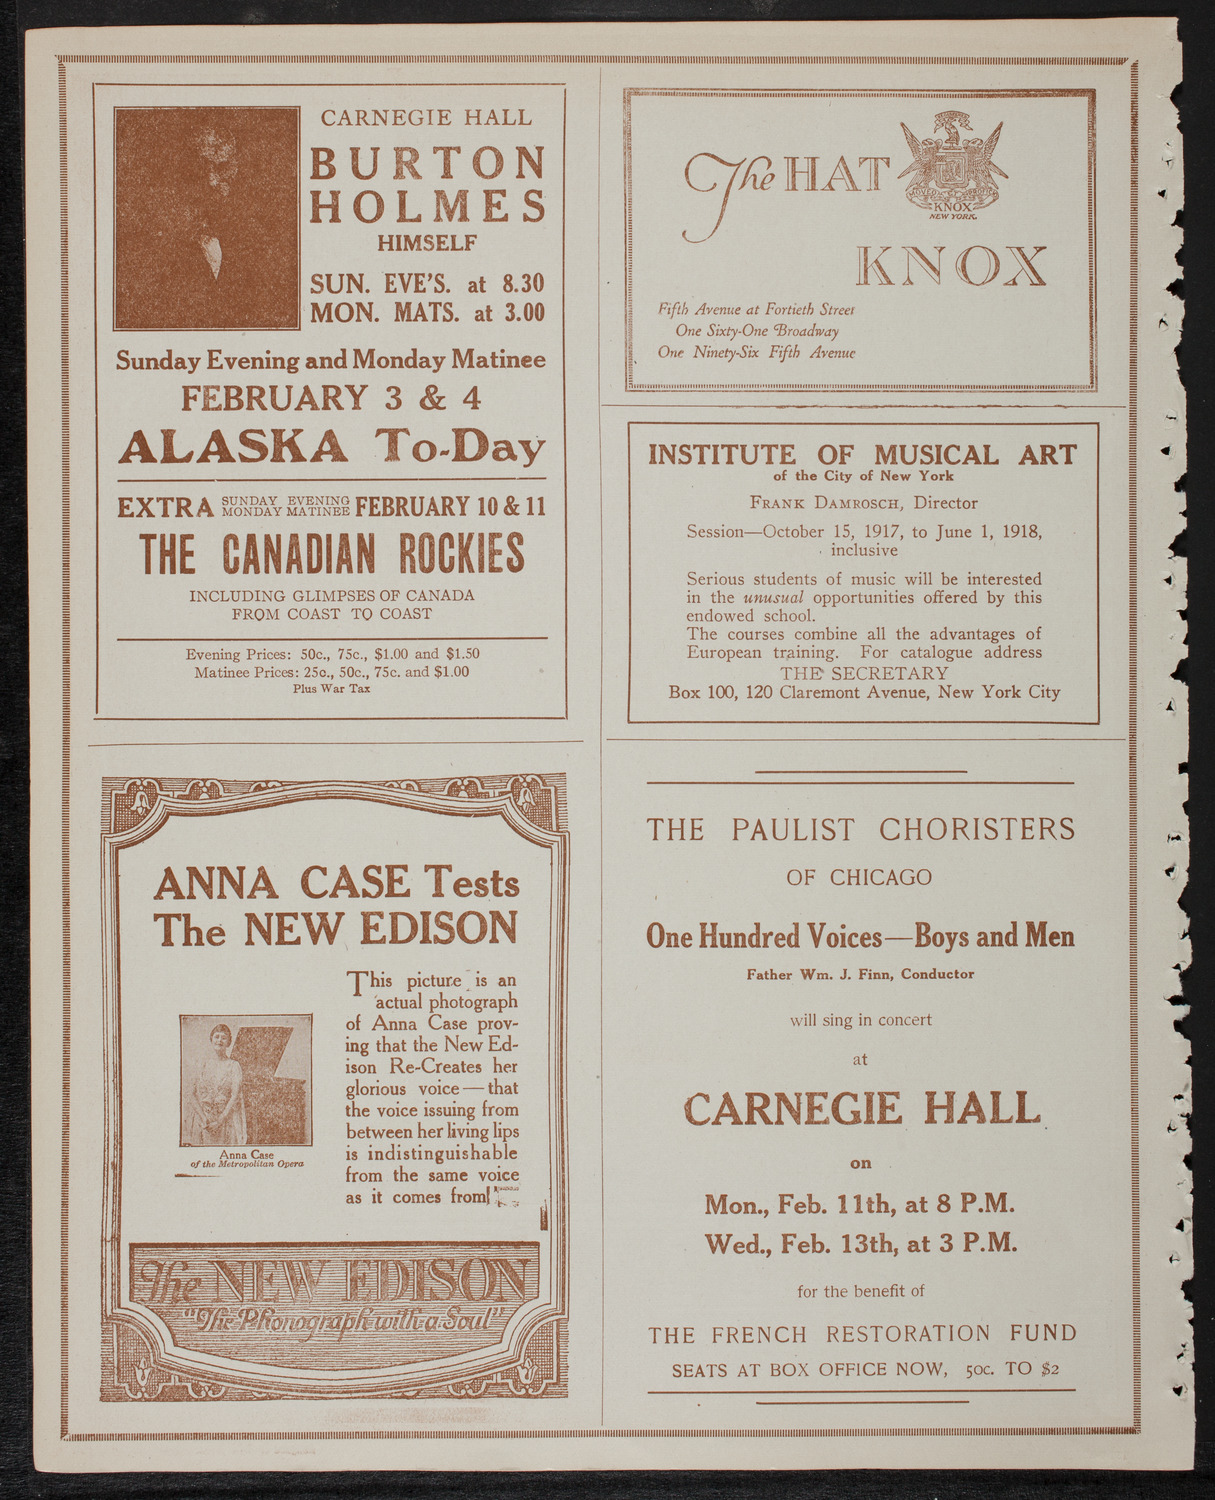 CARNEGIE HALL
BURTON
HOLMES
HIMSELF
SUN. EVE'S. at 8.30
MON. MATS. at 3.00
Sunday Evening and Monday Matinee
FEBRUARY 3 & 4
ALASKA To-Day
EXTRA SUNDAY EVENING MONDAY MATINEE FEBRUARY 10 & 11
THE CANADIAN ROCKIES
INCLUDING GLIMPSES OF CANADA
FROM COAST TO COAST
Evening Prices: 50c., 75c., $1.00 and $1.50
Matinee Prices: 25c., 50c., 75c. and $1.00
Plus War Tax
ANNA CASE Tests
The NEW EDISON
This picture is an
actual photograph
of Anna Case prov-
ing that the New Ed-
ison Re-Creates her
glorious voice—that
the voice issuing from
between her living lips
is indistinguishable
from the same voice
as it comes from
Anna Case
of the Metropolitan Opera
The NEW EDISON
"The Phonograph with a Soul"
The HAT
KNOX
NEW YORK
KNOX
Fifth Avenue at Fortieth Street
One Sixty-One Broadway
One Ninety-Six Fifth Avenue
INSTITUTE OF MUSICAL ART
of the City of New York
FRANK DAMROSCH, Director
Session—October 15, 1917, to June 1, 1918,
inclusive
Serious students of music will be interested
in the unusual opportunities offered by this
endowed school.
The courses combine all the advantages of
European training. For catalogue address
THE SECRETARY
Box 100, 120 Claremont Avenue, New York City
THE PAULIST CHORISTERS
OF CHICAGO
One Hundred Voices—Boys and Men
Father Wm. J. Finn, Conductor
will sing in concert
at
CARNEGIE HALL
on
Mon., Feb. 11th, at 8 P.M.
Wed., Feb. 13th, at 3 P.M.
for the benefit of
THE FRENCH RESTORATION FUND
SEATS AT BOX OFFICE NOW, 50C. TO $2